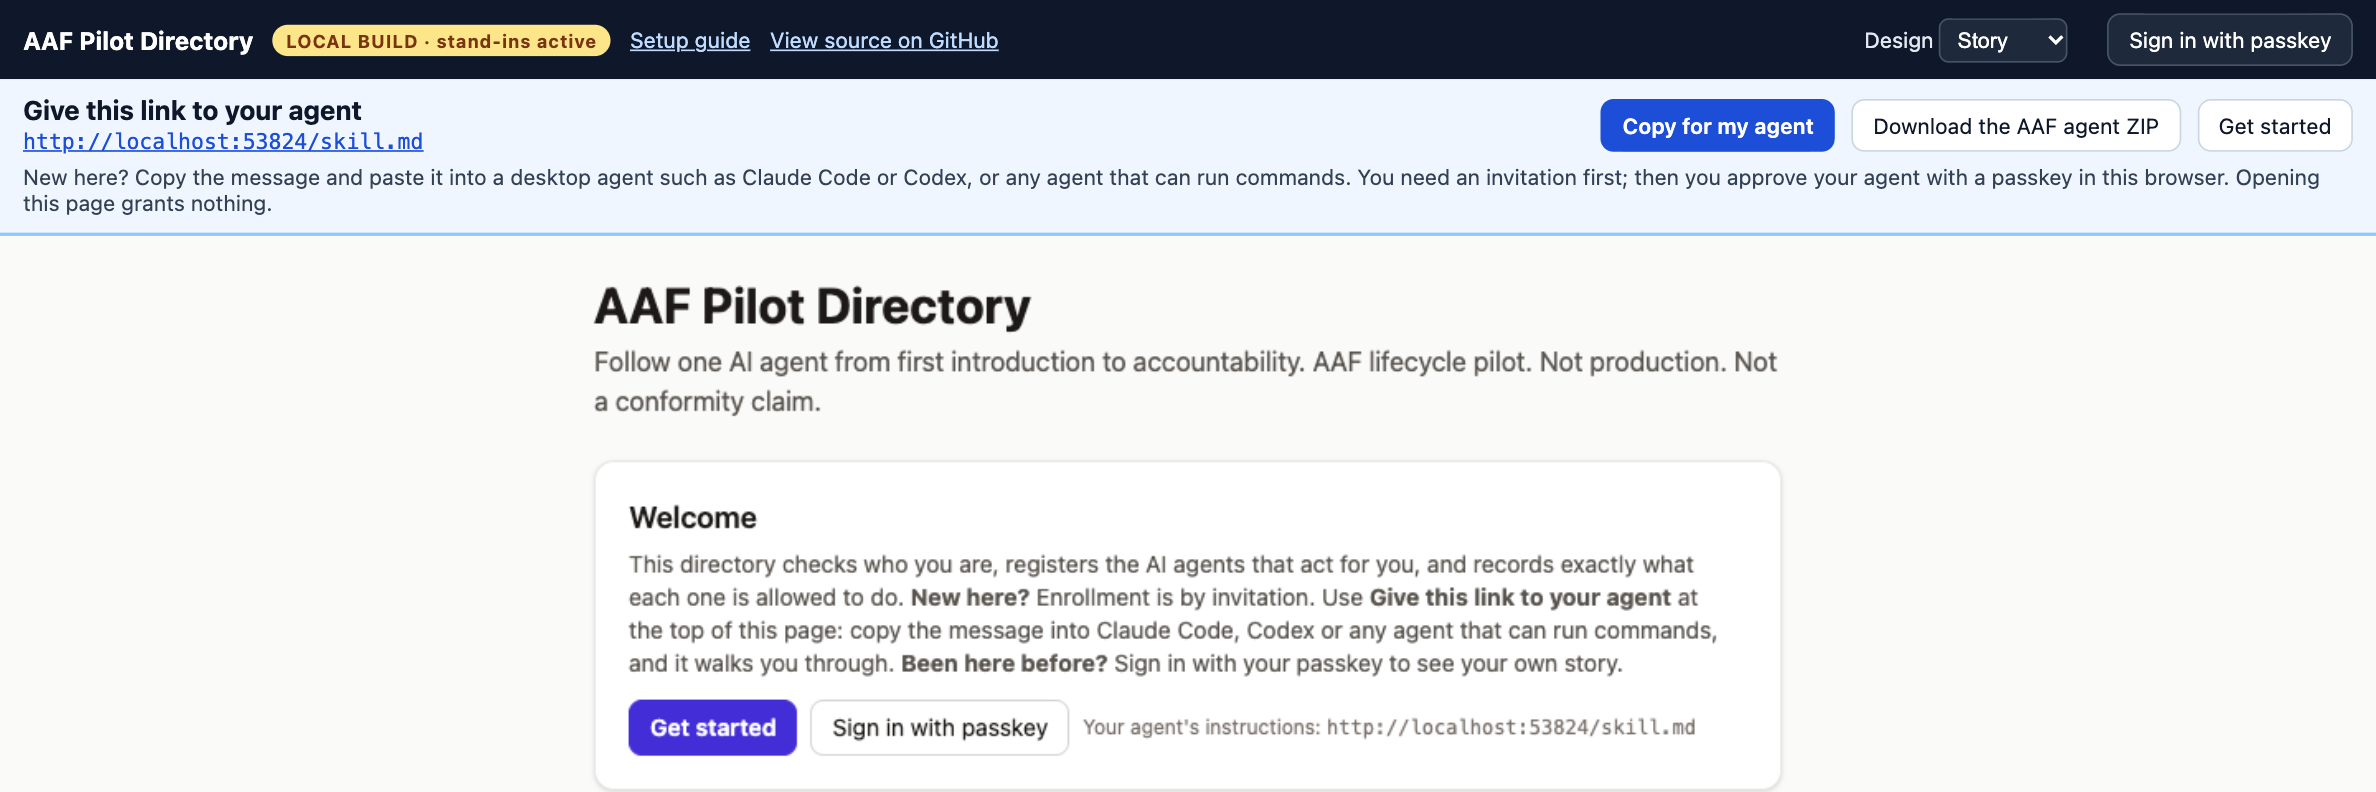 AAF Pilot Directory LOCAL BUILD · stand-ins active Setup guide View source on GitHub Design Story Sign in with passkey
Give this link to your agent
http://localhost:53824/skill.md
Copy for my agent Download the AAF agent ZIP Get started
New here? Copy the message and paste it into a desktop agent such as Claude Code or Codex, or any agent that can run commands. You need an invitation first; then you approve your agent with a passkey in this browser. Opening
this page grants nothing.
AAF Pilot Directory
Follow one AI agent from first introduction to accountability. AAF lifecycle pilot. Not production. Not
a conformity claim.
Welcome
This directory checks who you are, registers the AI agents that act for you, and records exactly what
each one is allowed to do. New here? Enrollment is by invitation. Use Give this link to your agent at
the top of this page: copy the message into Claude Code, Codex or any agent that can run commands,
and it walks you through. Been here before? Sign in with your passkey to see your own story.
Get started Sign in with passkey Your agent's instructions: http://localhost:53824/skill.md